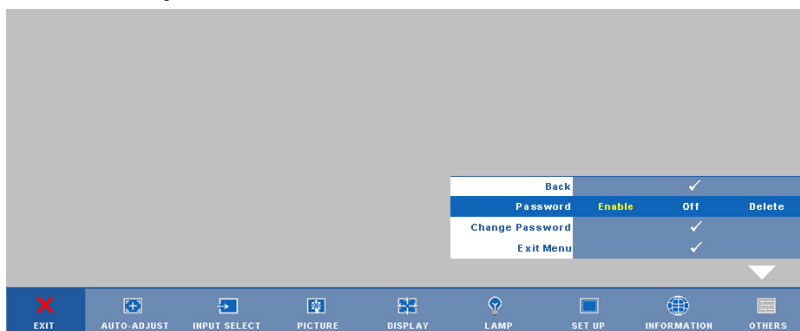 Back
Password Enable Off Delete
Change Password
Exit Menu
EXIT AUTO-ADJUST INPUT SELECT PICTURE DISPLAY LAMP SET UP INFORMATION OTHERS